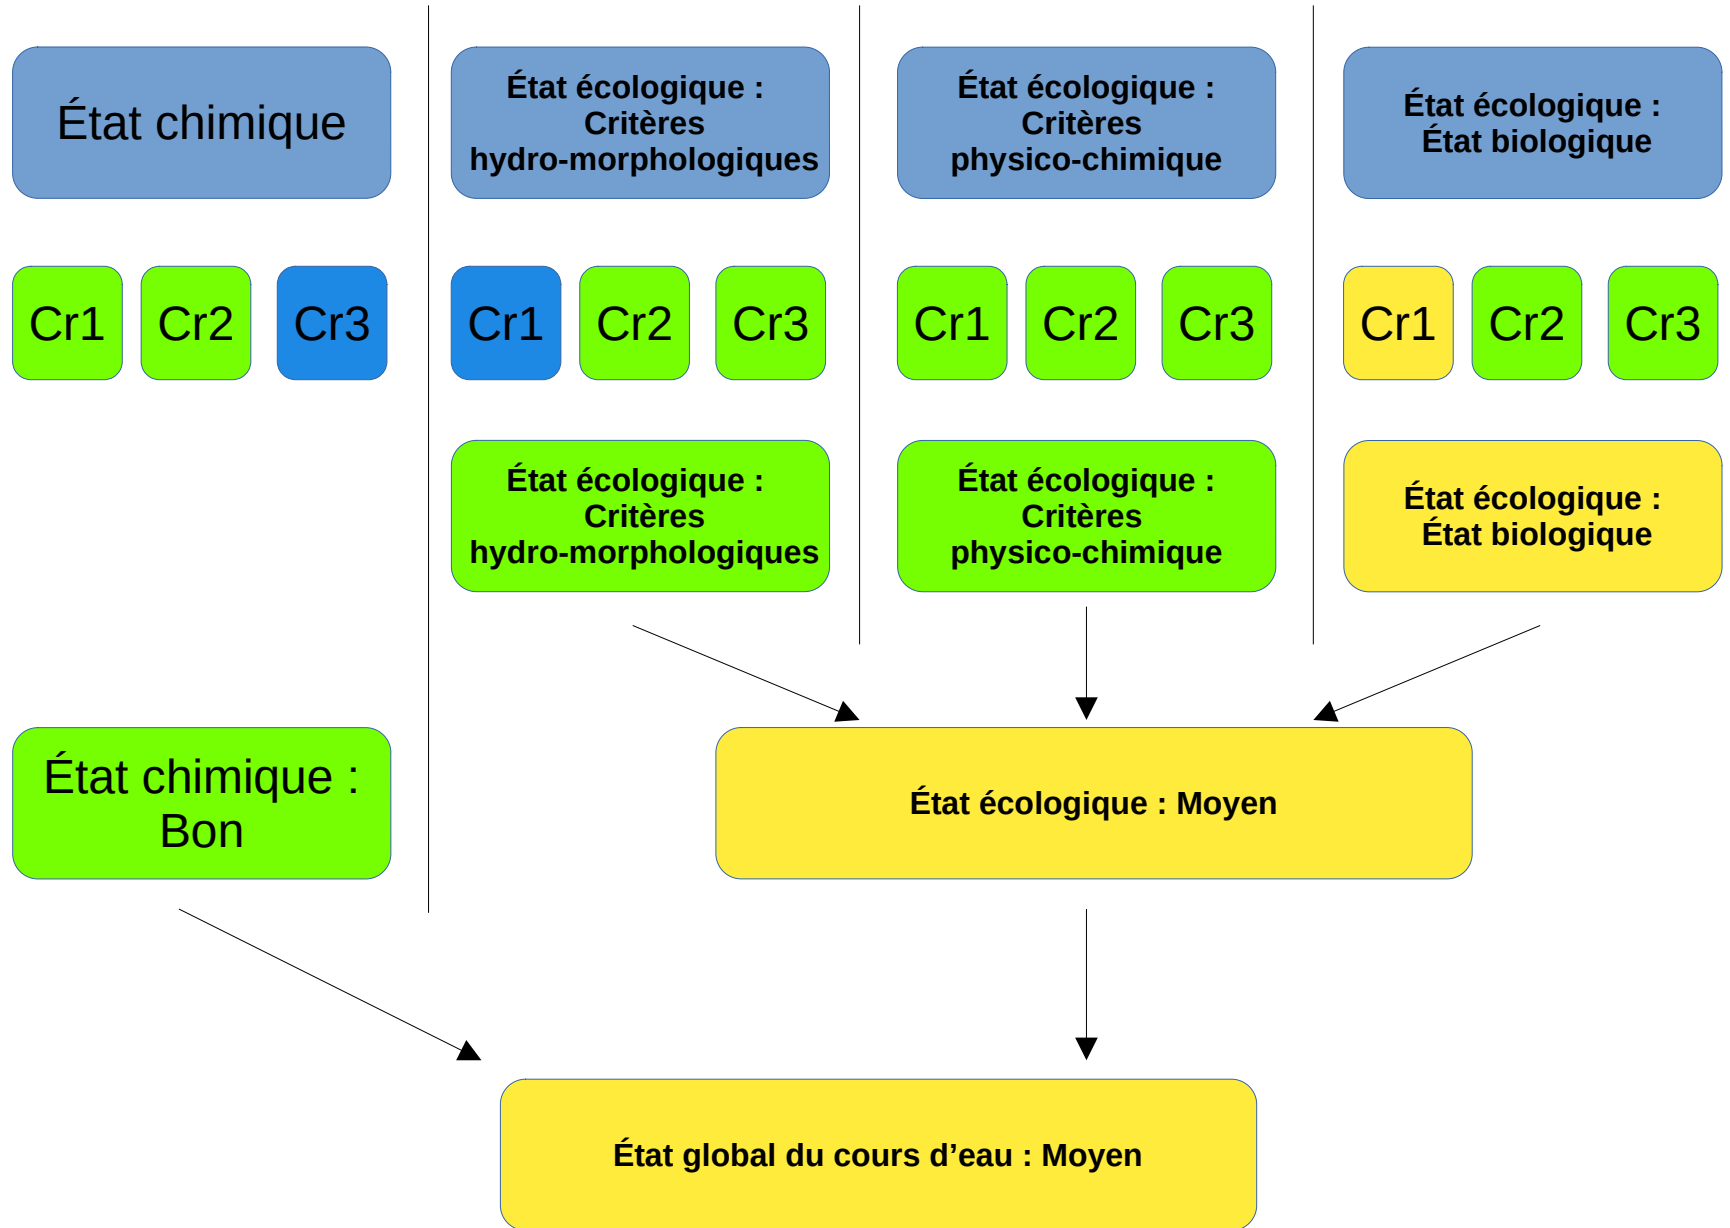 État chimique
État écologique :
Critères
hydro-morphologiques
État écologique :
Critères
physico-chimique
État écologique :
État biologique
Cr1
Cr2
Cr3
Cr1
Cr2
Cr3
Cr1
Cr2
Cr3
Cr1
Cr2
Cr3
État écologique :
Critères
hydro-morphologiques
État écologique :
Critères
physico-chimique
État écologique :
État biologique
État chimique :
Bon
État écologique : Moyen
État global du cours d’eau : Moyen